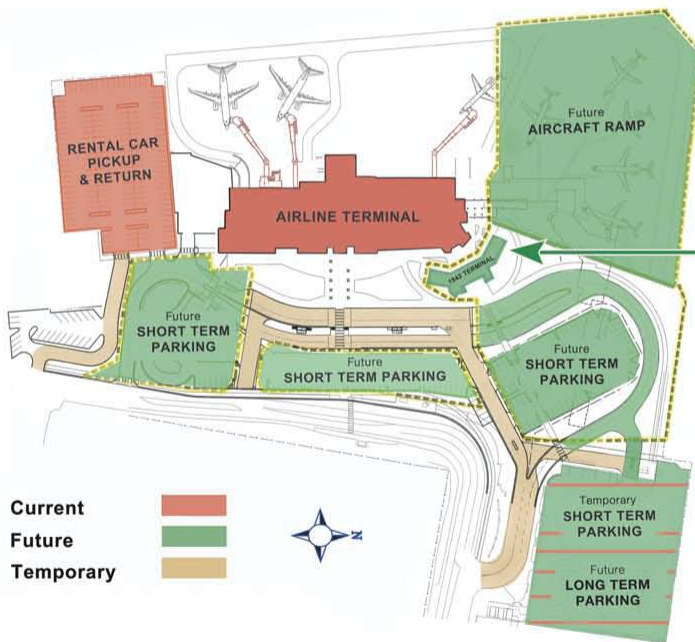 Future
AIRCRAFT RAMP
RENTAL CAR
PICKUP
& RETURN
AIRLINE TERMINAL
1942 TERMINAL
Future
SHORT TERM
PARKING
Future
SHORT TERM PARKING
Future
SHORT TERM
PARKING
Current
Future
Temporary
N
Temporary
SHORT TERM
PARKING
Future
LONG TERM
PARKING